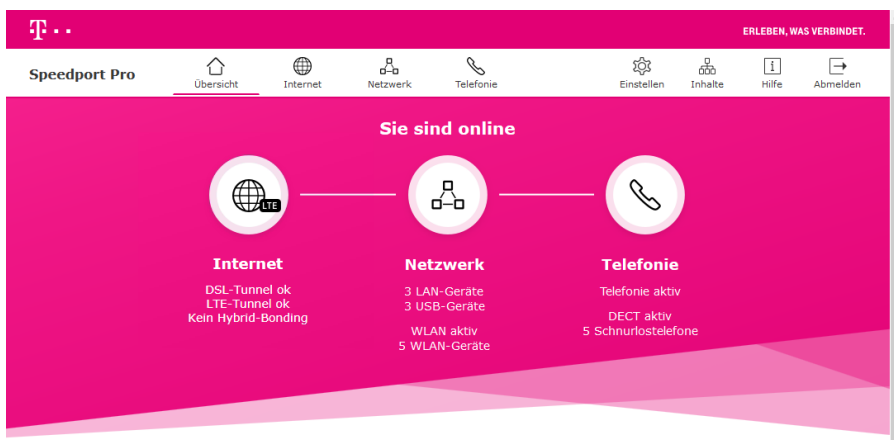 T
ERLEBEN, WAS VERBINDET.
Speedport Pro
Übersicht
Internet
Netzwerk
Telefonie
Einstellen
Inhalte
i
Hilfe
Abmelden
Sie sind online
LTE
Internet
DSL-Tunnel ok
LTE-Tunnel ok
Kein Hybrid-Bonding
Netzwerk
3 LAN-Geräte
3 USB-Geräte
WLAN aktiv
5 WLAN-Geräte
Telefonie
Telefonie aktiv
DECT aktiv
5 Schnurlostelefone